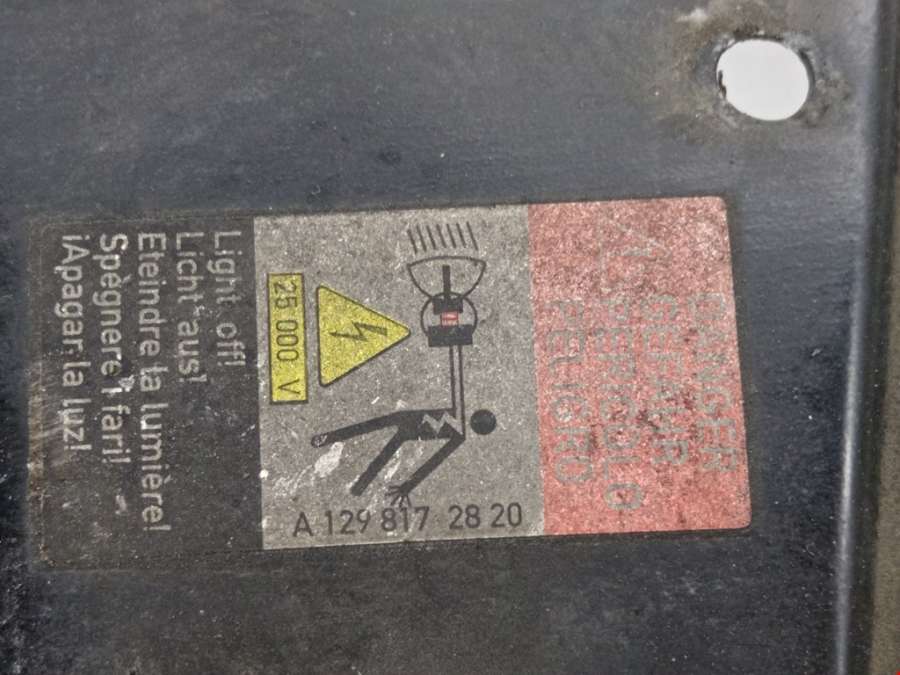 DANGER
GEFAHR
PERICOLO
PELIGRO
A 129 817 28 20
25 000 V
Light off!
Licht aus!
Eteindre la lumière!
Spègnere i fari!
¡Apagar la luz!